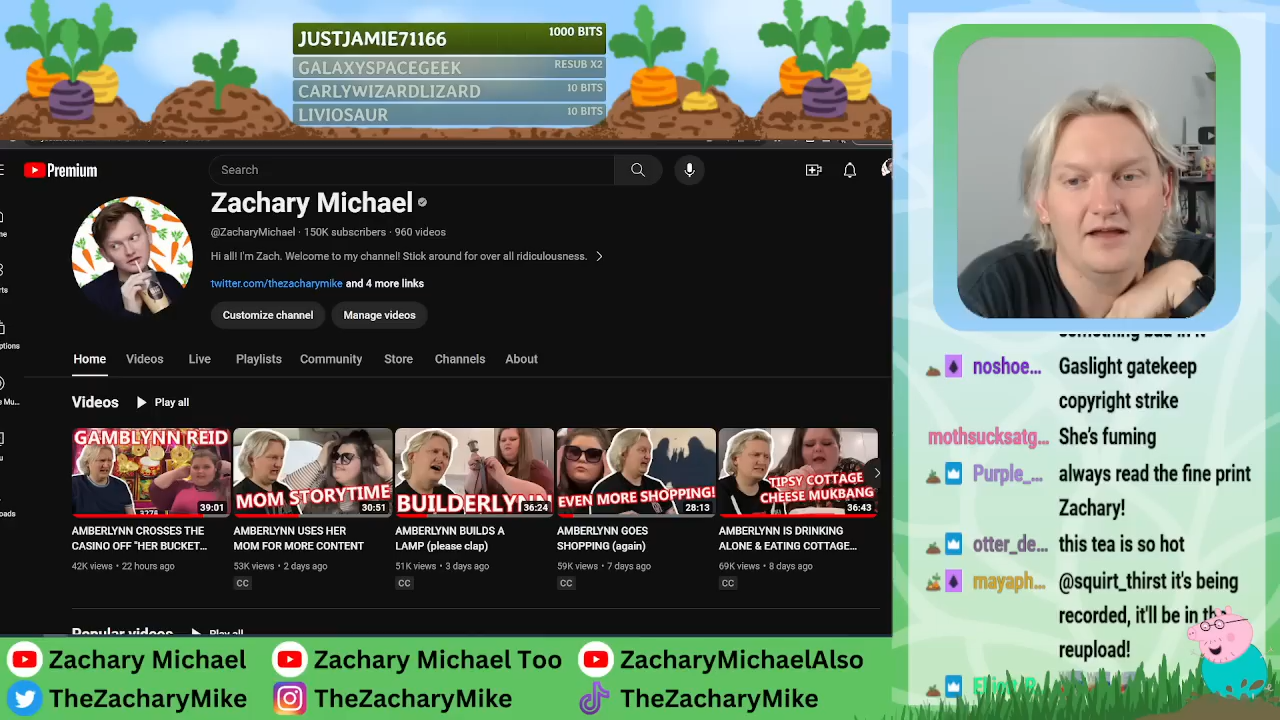 JUSTJAMIE71166 1000 BITS
GALAXYSPACEGEEK RESUB X2
CARLYWIZARDLIZARD 10 BITS
LIVIOSAUR 10 BITS
Premium
Search
Zachary Michael
@ZacharyMichael · 150K subscribers · 960 videos
Hi all! I'm Zach. Welcome to my channel! Stick around for over all ridiculousness.
twitter.com/thezacharymike and 4 more links
Customize channel Manage videos
Home Videos Live Playlists Community Store Channels About
Videos Play all
GAMBLYNN REID
39:01
MOM STORYTIME
30:51
BUILDERLYNN
36:24
EVEN MORE SHOPPING!
28:13
TIPSY COTTAGE
CHEESE MUKBANG
36:43
AMBERLYNN CROSSES THE
CASINO OFF "HER BUCKET...
42K views · 22 hours ago
AMBERLYNN USES HER
MOM FOR MORE CONTENT
53K views · 2 days ago
CC
AMBERLYNN BUILDS A
LAMP (please clap)
51K views · 3 days ago
CC
AMBERLYNN GOES
SHOPPING (again)
59K views · 7 days ago
CC
AMBERLYNN IS DRINKING
ALONE & EATING COTTAGE...
69K views · 8 days ago
CC
Popular videos Play all
something bad in it
noshoe... Gaslight gatekeep
copyright strike
mothsucksatg... She's fuming
Purple_... always read the fine print
Zachary!
otter_de... this tea is so hot
mayaph... @squirt_thirst it's being
recorded, it'll be in the
reupload!
Zachary Michael Zachary Michael Too ZacharyMichaelAlso
TheZacharyMike TheZacharyMike TheZacharyMike